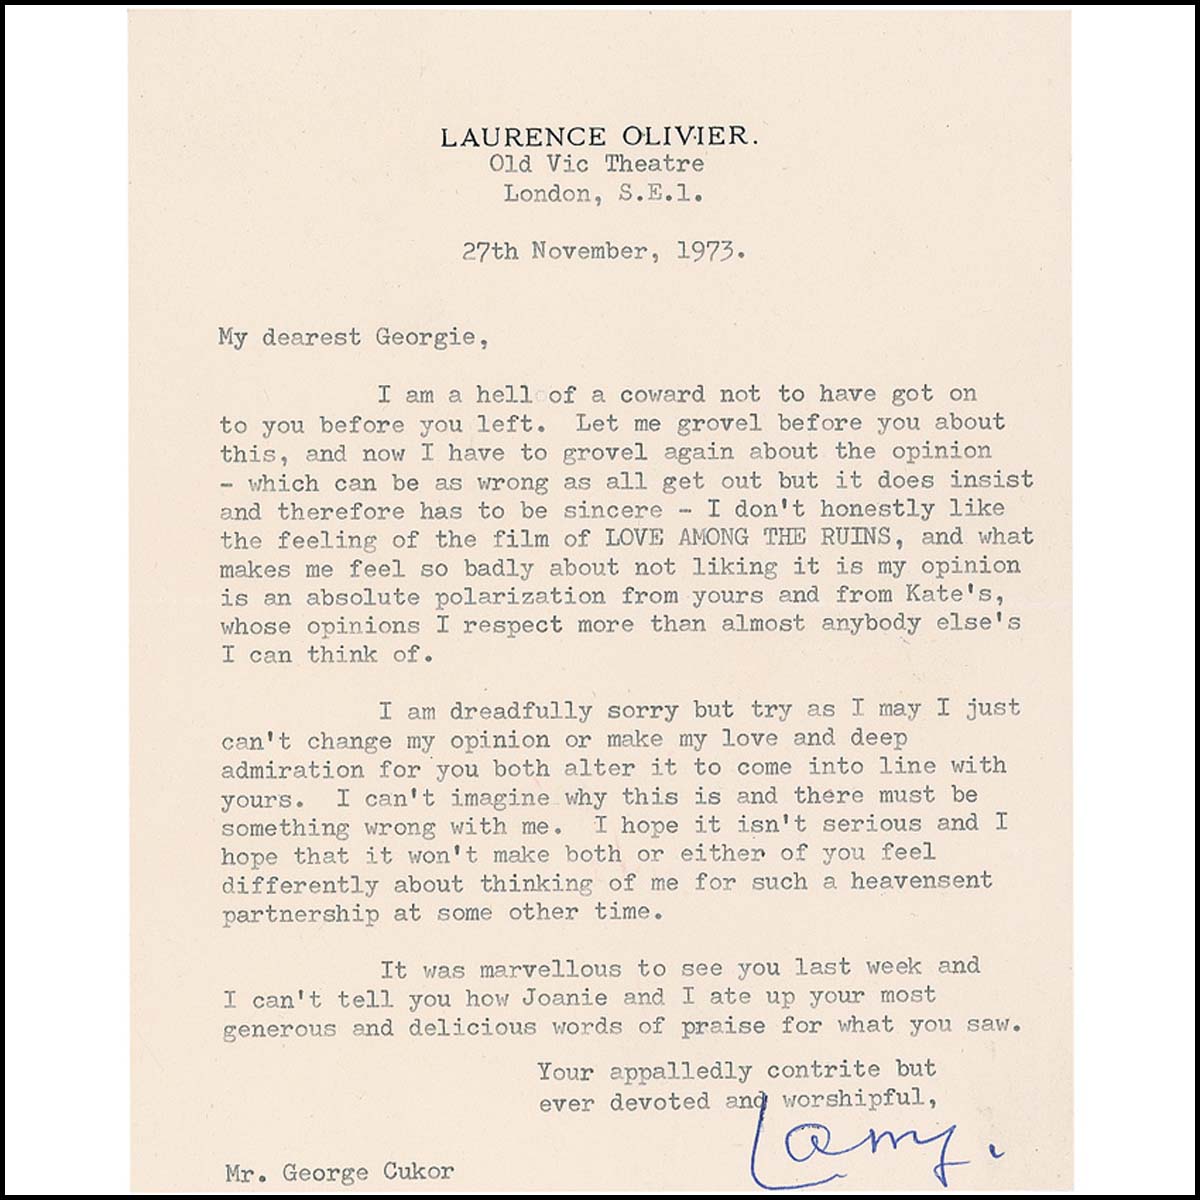 LAURENCE OLIVIER.
Old Vic Theatre
London, S.E.1.
27th November, 1973.
My dearest Georgie,
I am a hell of a coward not to have got on
to you before you left. Let me grovel before you about
this, and now I have to grovel again about the opinion
- which can be as wrong as all get out but it does insist
and therefore has to be sincere - I don't honestly like
the feeling of the film of LOVE AMONG THE RUINS, and what
makes me feel so badly about not liking it is my opinion
is an absolute polarization from yours and from Kate's,
whose opinions I respect more than almost anybody else's
I can think of.
I am dreadfully sorry but try as I may I just
can't change my opinion or make my love and deep
admiration for you both alter it to come into line with
yours. I can't imagine why this is and there must be
something wrong with me. I hope it isn't serious and I
hope that it won't make both or either of you feel
differently about thinking of me for such a heavensent
partnership at some other time.
It was marvellous to see you last week and
I can't tell you how Joanie and I ate up your most
generous and delicious words of praise for what you saw.
Your appalledly contrite but
ever devoted and worshipful,
Larry.
Mr. George Cukor